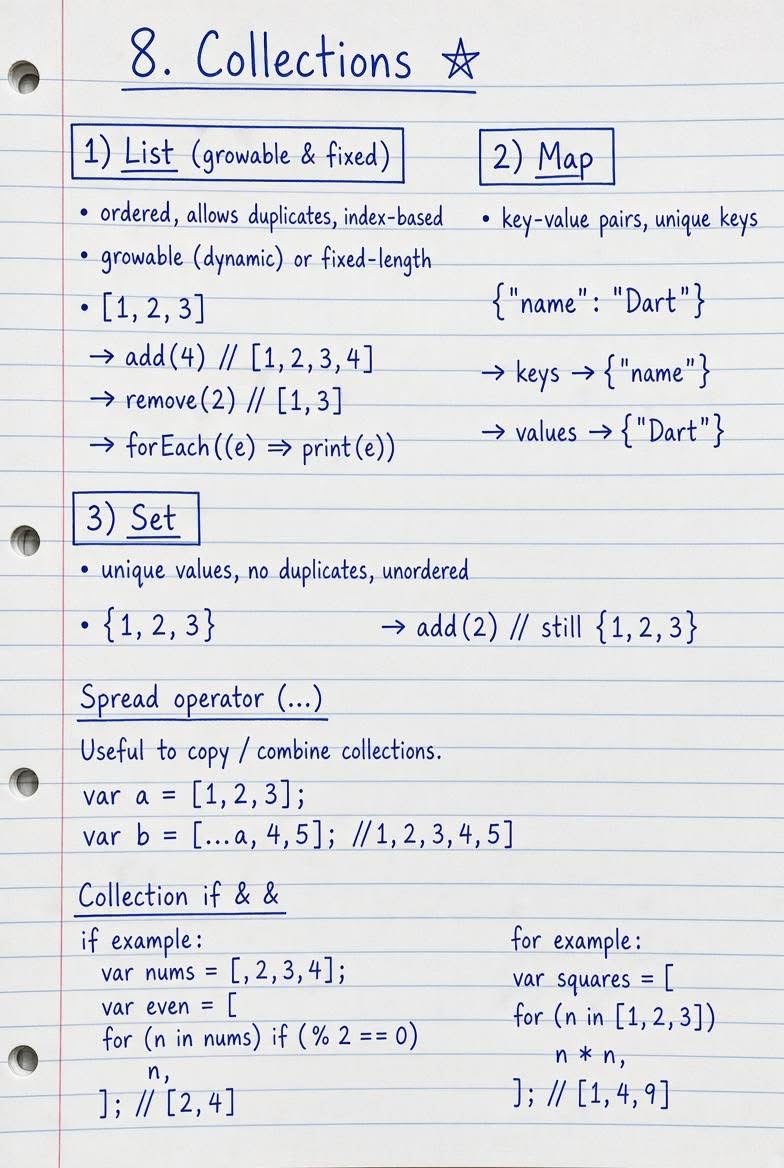 8. Collections ☆
1) List (growable & fixed)
• ordered, allows duplicates, index-based
• growable (dynamic) or fixed-length
• [1, 2, 3]
→ add(4) // [1, 2, 3, 4]
→ remove(2) // [1, 3]
→ forEach((e) => print(e))
2) Map
• key-value pairs, unique keys
{"name": "Dart"}
→ keys → {"name"}
→ values → {"Dart"}
3) Set
• unique values, no duplicates, unordered
• {1, 2, 3} → add(2) // still {1, 2, 3}
Spread operator (...)
Useful to copy / combine collections.
var a = [1, 2, 3];
var b = [...a, 4, 5]; //1, 2, 3, 4, 5]
Collection if & &
if example:
var nums = [, 2, 3, 4];
var even = [
for (n in nums) if (% 2 == 0)
n,
]; // [2, 4]
for example:
var squares = [
for (n in [1, 2, 3])
n * n,
]; // [1, 4, 9]